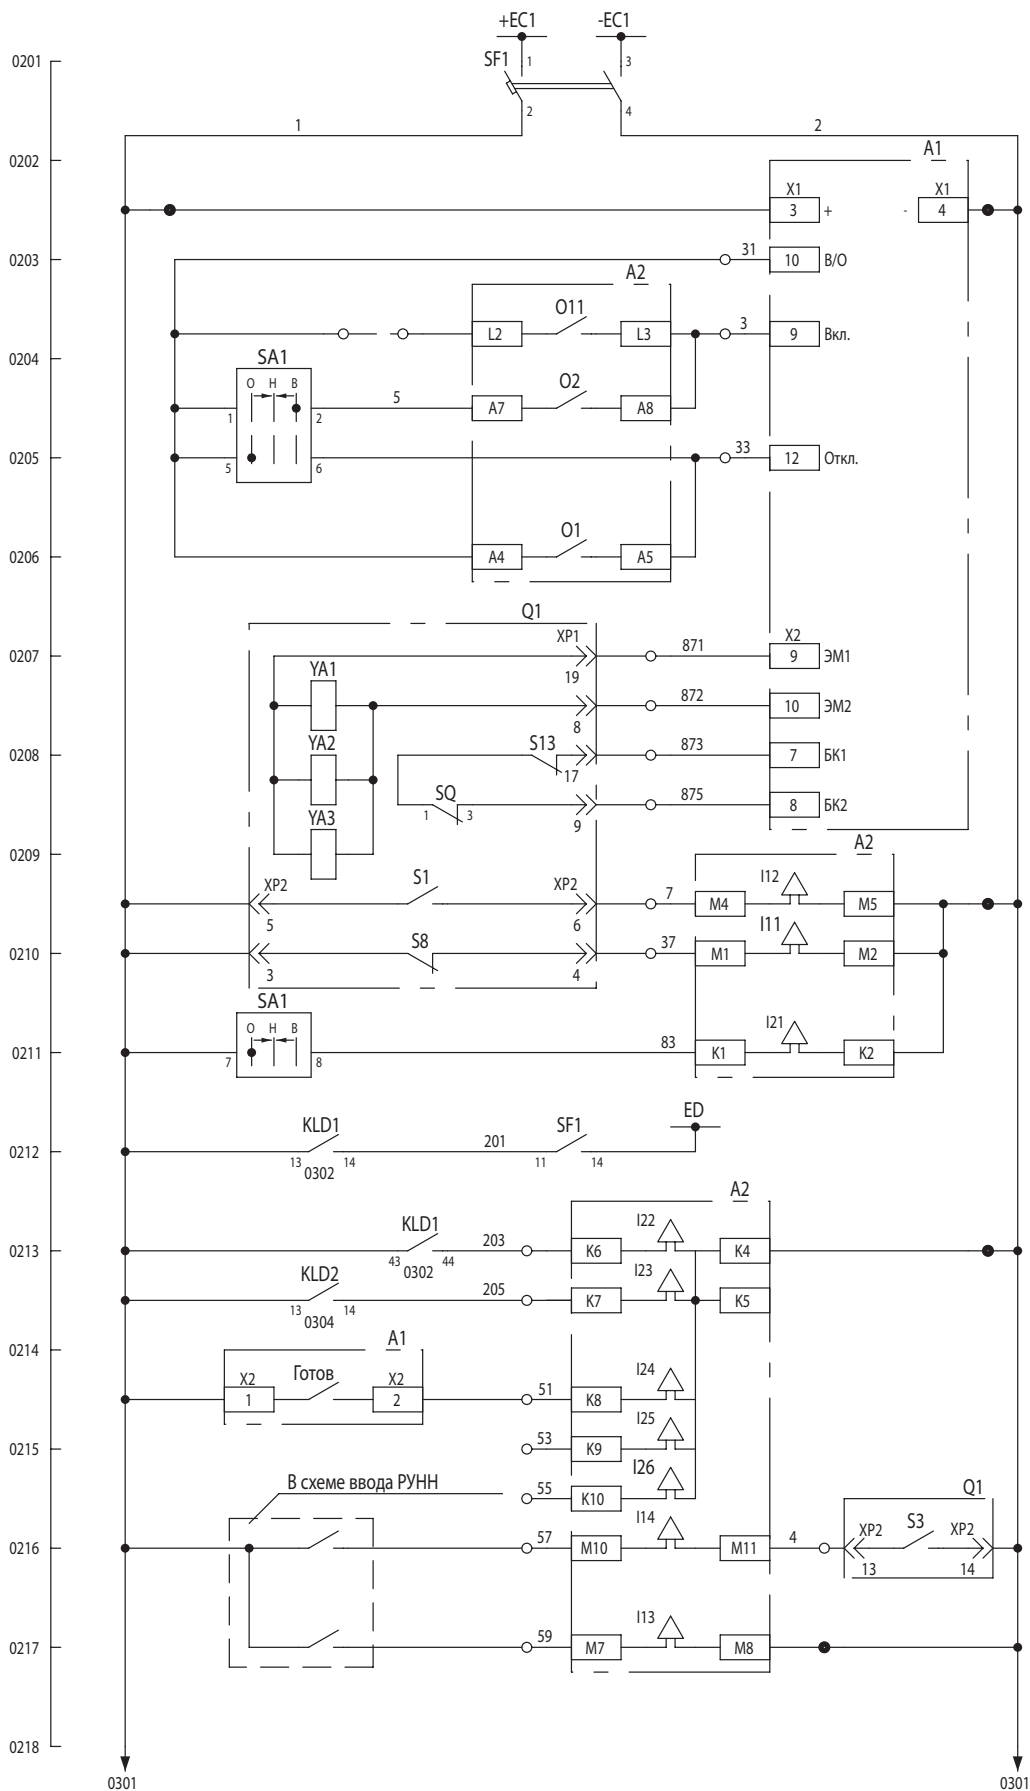 +EC1 -EC1
0201
SF1 1 3
2 4
1 2
0202
A1
X1 X1
3 + - 4
0203
31 10 В/О
A2
O11
L2 L3 3 9 Вкл.
0204
SA1
O2
О Н В
5
1 2 A7 A8
0205
5 6 33 12 Откл.
O1
0206
A4 A5
Q1
XP1 X2
0207
871 9 ЭМ1
19
YA1
872 10 ЭМ2
8
YA2 S13
0208
873 7 БК1
17
SQ 875 8 БК2
1 3
9
YA3
0209
A2
S1 I12
XP2 XP2 7 M4 M5
5 6
S8 I11
0210
37 M1 M2
3 4
SA1
О Н В I21
0211
83 K1 K2
7 8
ED
KLD1 SF1
201
0212
13 14 11 14
0302
A2
I22
KLD1
203
0213
K6 K4
43 44
0302
I23
KLD2
205
K7 K5
13 14
0304
0214
A1
Готов I24
X2 X2 51
1 2 K8
I25
0215
53 K9
I26
В схеме ввода РУНН
55 K10
Q1
I14
XP2 S3 XP2
0216
57 M10 M11 4
13 14
I13
0217
59 M7 M8
0218
0301 0301